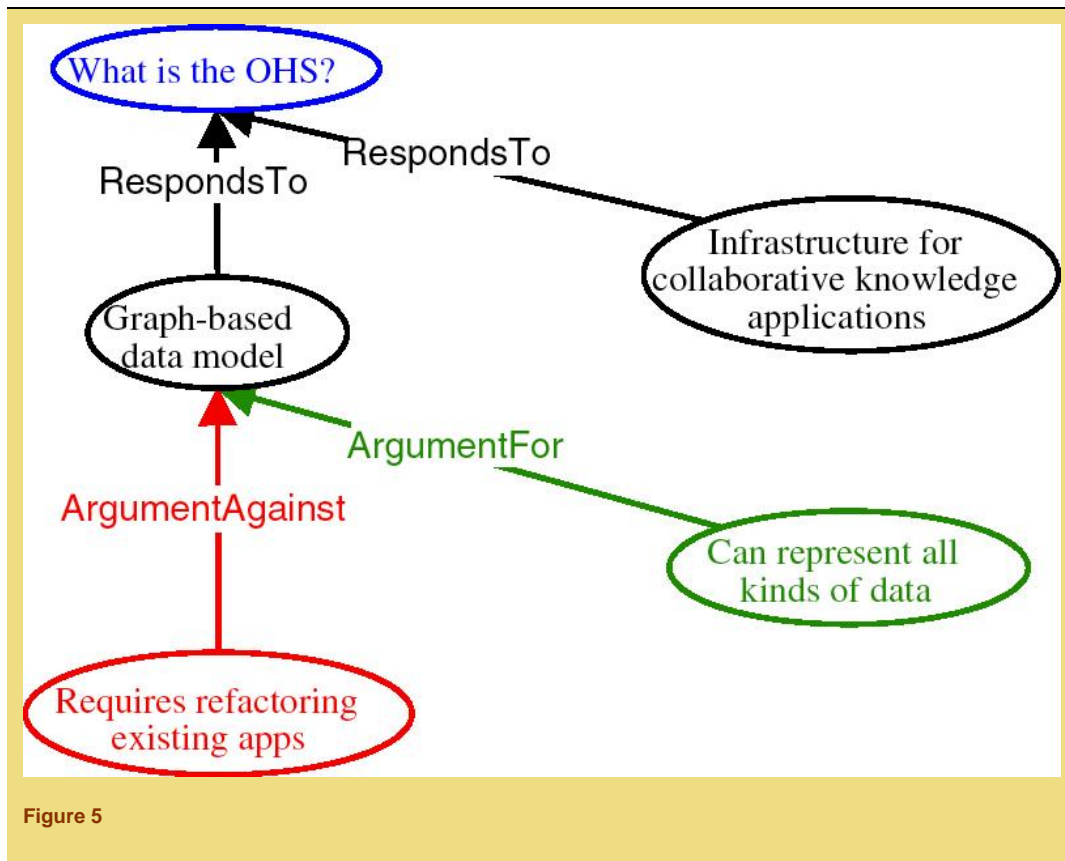 What is the OHS?
RespondsTo
RespondsTo
Infrastructure for
collaborative knowledge
applications
Graph-based
data model
ArgumentFor
ArgumentAgainst
Can represent all
kinds of data
Requires refactoring
existing apps
Figure 5